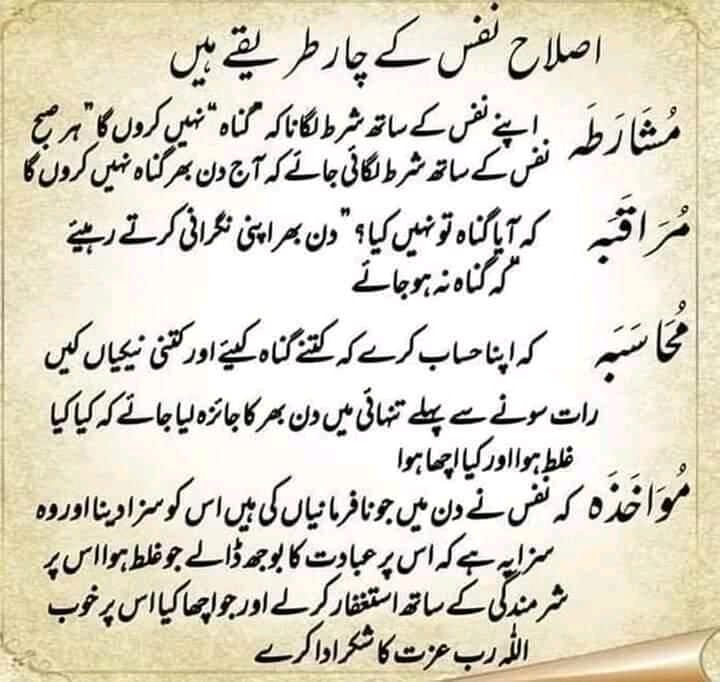 اصلاح نفس کے چار طریقے ہیں
مُشَارَطَہ اپنے نفس کے ساتھ شرط لگانا کہ "گناہ" نہیں کروں گا "ہر صبح
نفس کے ساتھ شرط لگائی جائے کہ آج دن بھر گناہ نہیں کروں گا
مُرَاقَبَہ کہ آیا گناہ تو نہیں کیا؟ "دن بھر اپنی نگرانی کرتے رہیئے
کہ گناہ نہ ہو جائے"
مُحَاسَبَہ کہ اپنا حساب کرے کہ کتنے گناہ کیئے اور کتنی نیکیاں کیں
رات سونے سے پہلے تنہائی میں دن بھر کا جائزہ لیا جائے کہ کیا کیا
غلط ہوا اور کیا اچھا ہوا
مُوَاخَذَہ کہ نفس نے دن میں جو نافرمانیاں کی ہیں اس کو سزا دینا اور وہ
سزا یہ ہے کہ اس پر عبادت کا بوجھ ڈالے جو غلط ہوا اس پر
شرمندگی کے ساتھ استغفار کرلے اور جو اچھا کیا اس پر خوب
اللہ رب عزت کا شکر ادا کرے